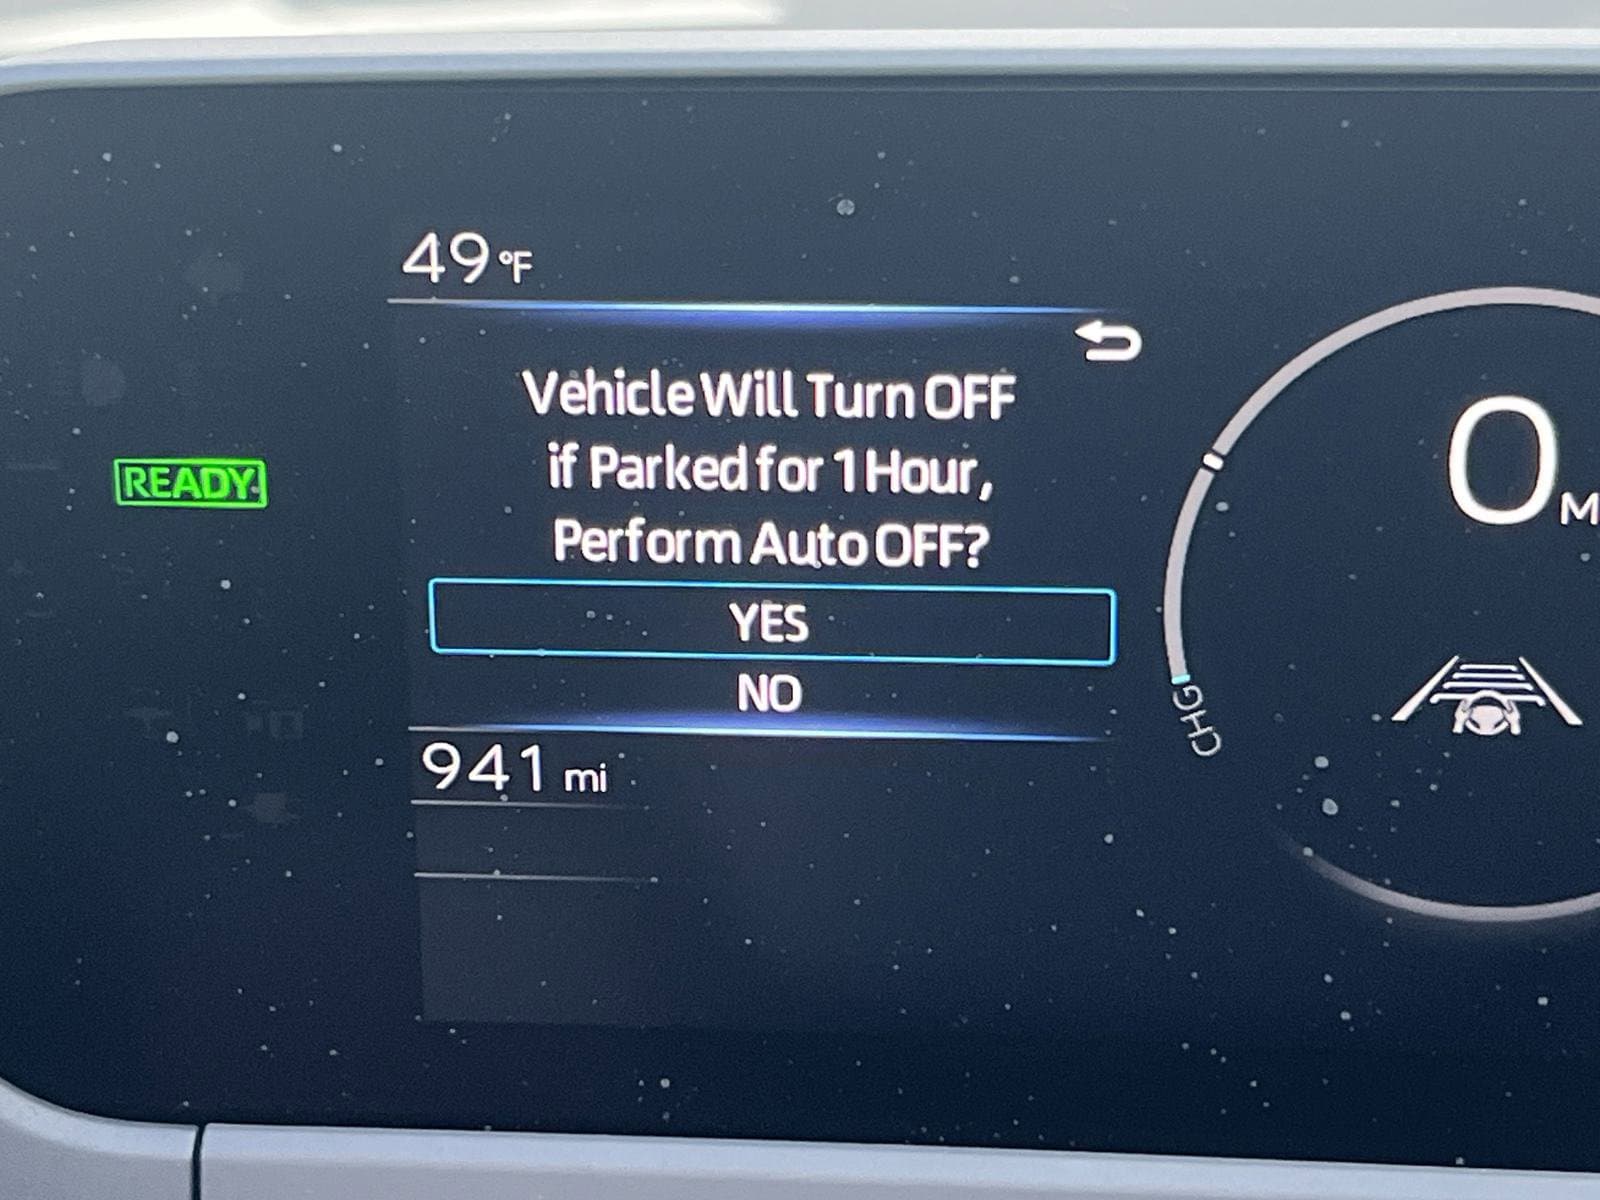 49 °F
Vehicle Will Turn OFF
if Parked for 1 Hour,
Perform Auto OFF?
READY
YES
NO
941 mi
0
CHG